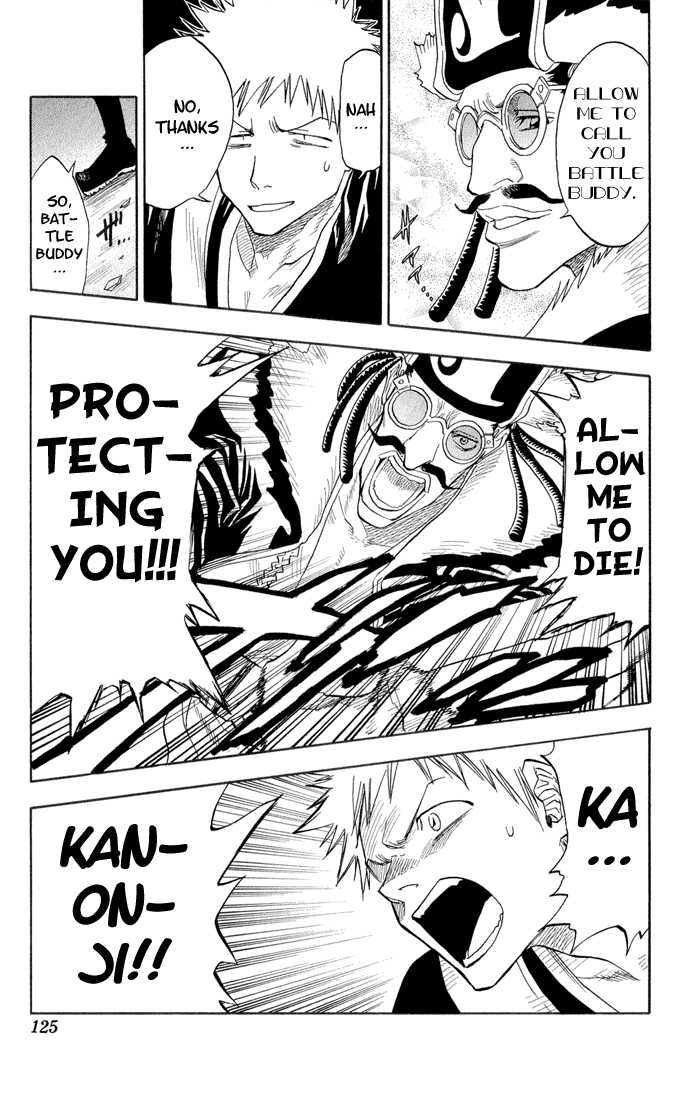 ALLOW
ME TO
CALL
YOU
BATTLE
BUDDY.
NAH
...
NO,
THANKS
...
SO,
BAT-
TLE
BUDDY
...
AL-
LOW
ME
TO
DIE!
PRO-
TECT-
ING
YOU!!!
KA
...
KAN-
ON-
JI!!
125